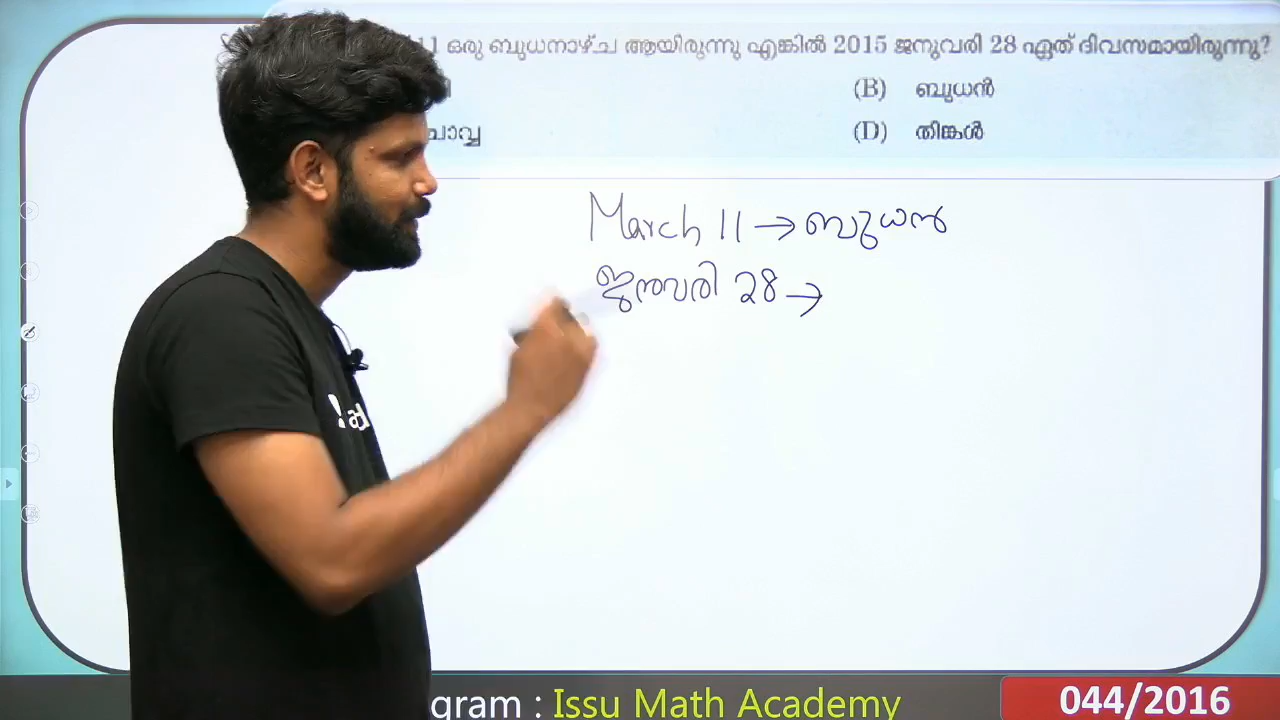 11 ഒരു ബുധനാഴ്ച ആയിരുന്നു എങ്കിൽ 2015 ജനുവരി 28 ഏത് ദിവസമായിരുന്നു?
(B) ബുധൻ
(D) തിങ്കൾ
March 11 → ബുധൻ
ജനുവരി 28 →
gram : Issu Math Academy
044/2016